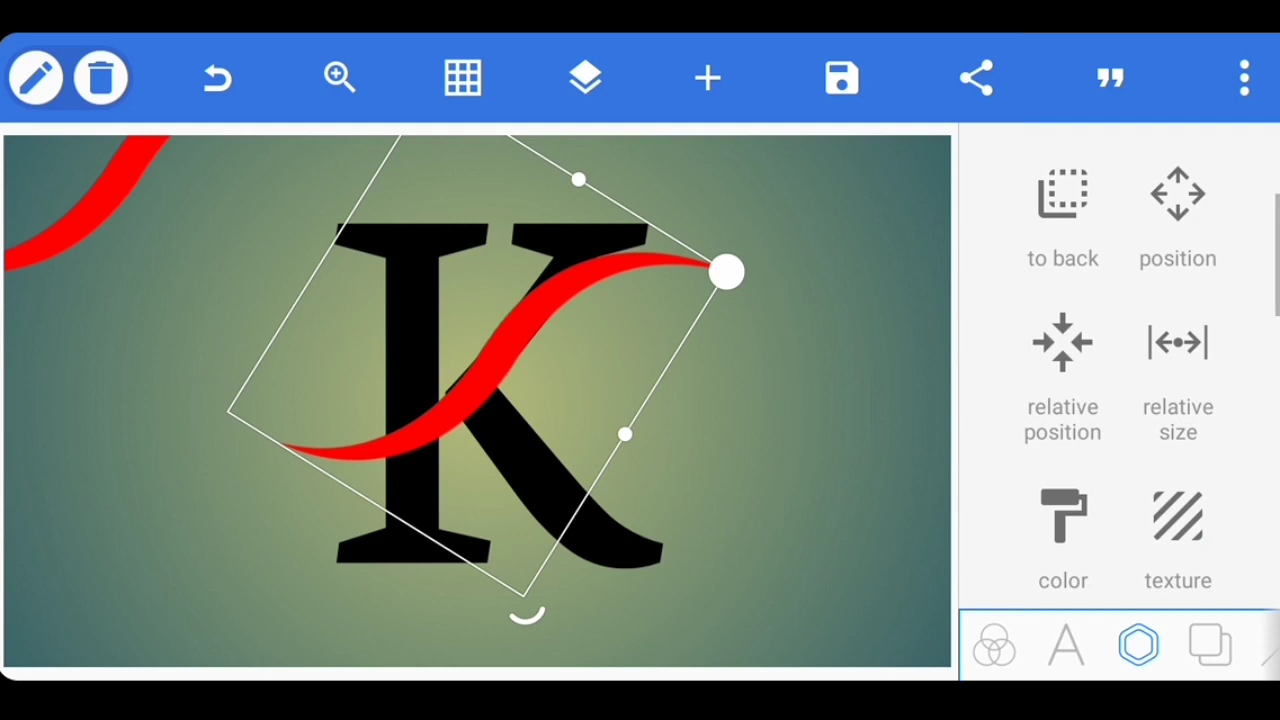 K
to back
position
relative
position
relative
size
color
texture